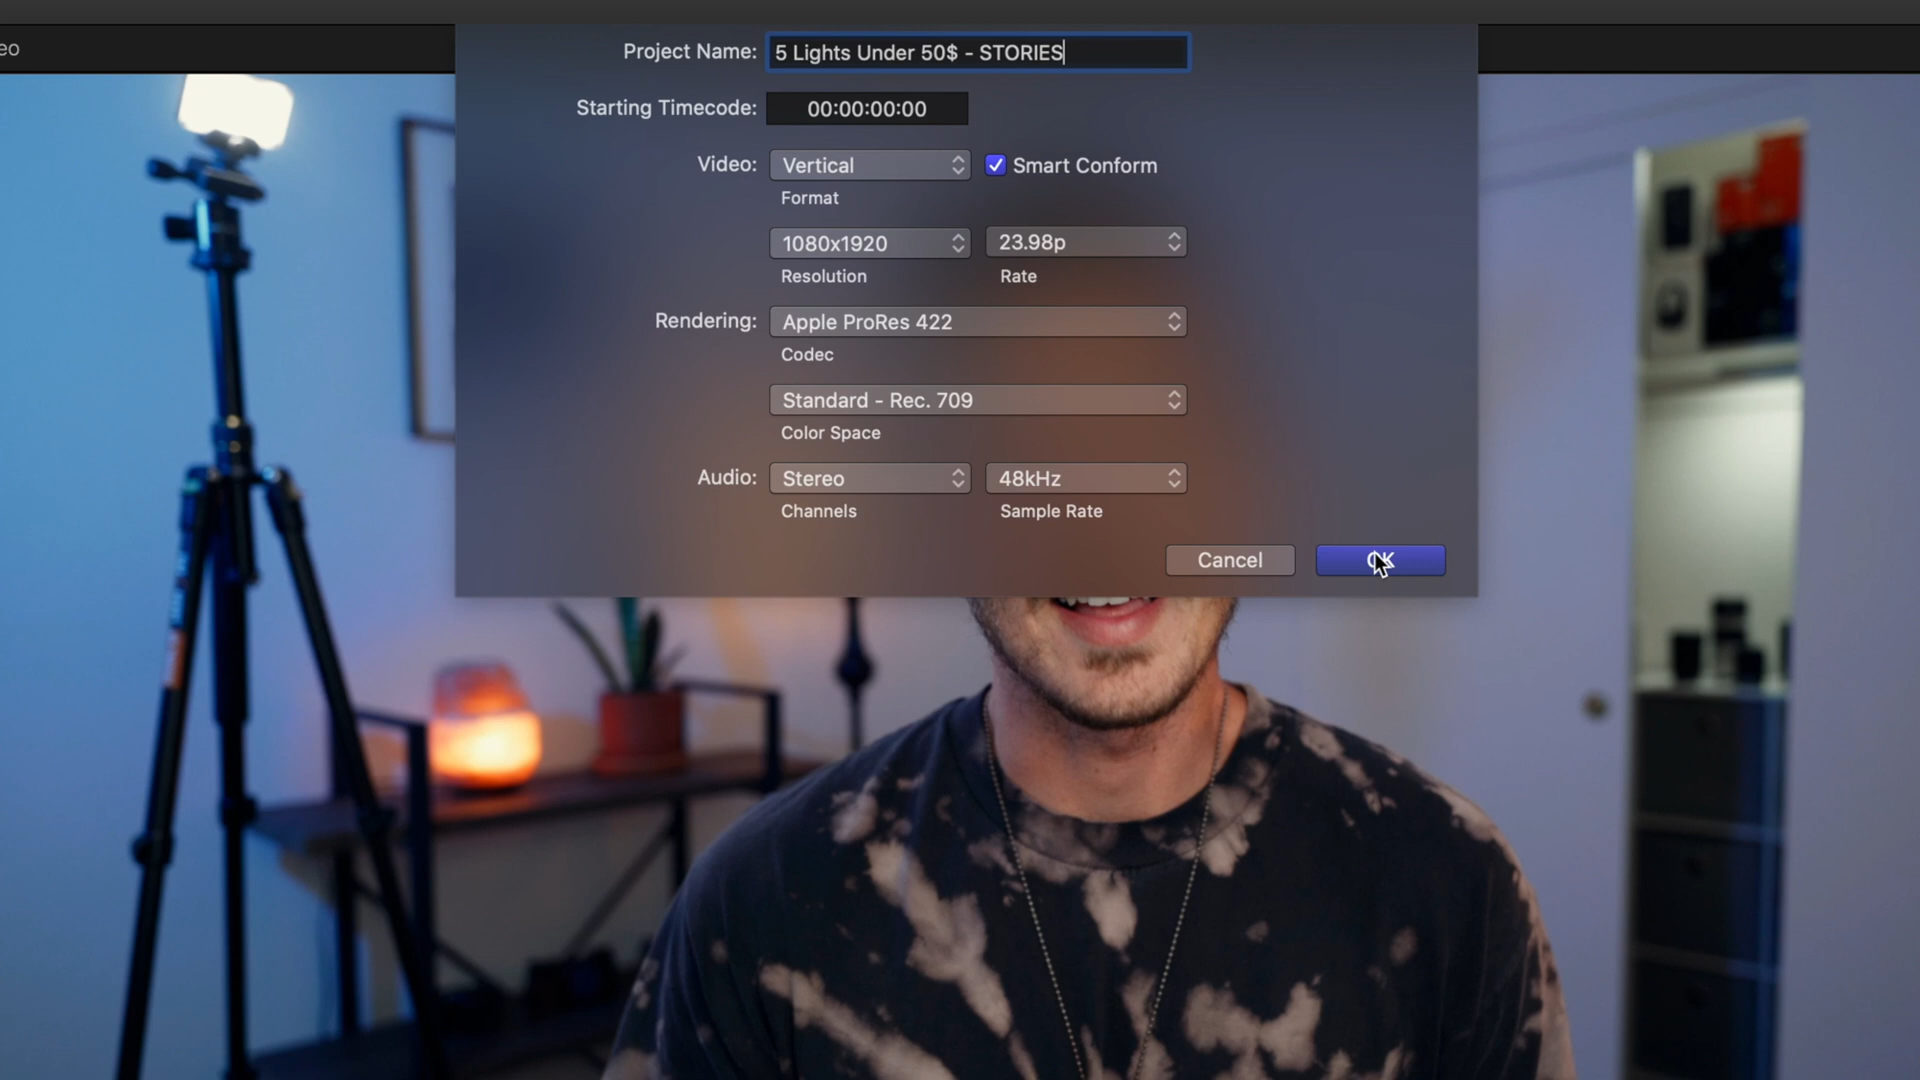 eo
Project Name: 5 Lights Under 50$ - STORIES
Starting Timecode: 00:00:00:00
Video: Vertical Smart Conform
Format
1080x1920 23.98p
Resolution Rate
Rendering: Apple ProRes 422
Codec
Standard - Rec. 709
Color Space
Audio: Stereo 48kHz
Channels Sample Rate
Cancel OK